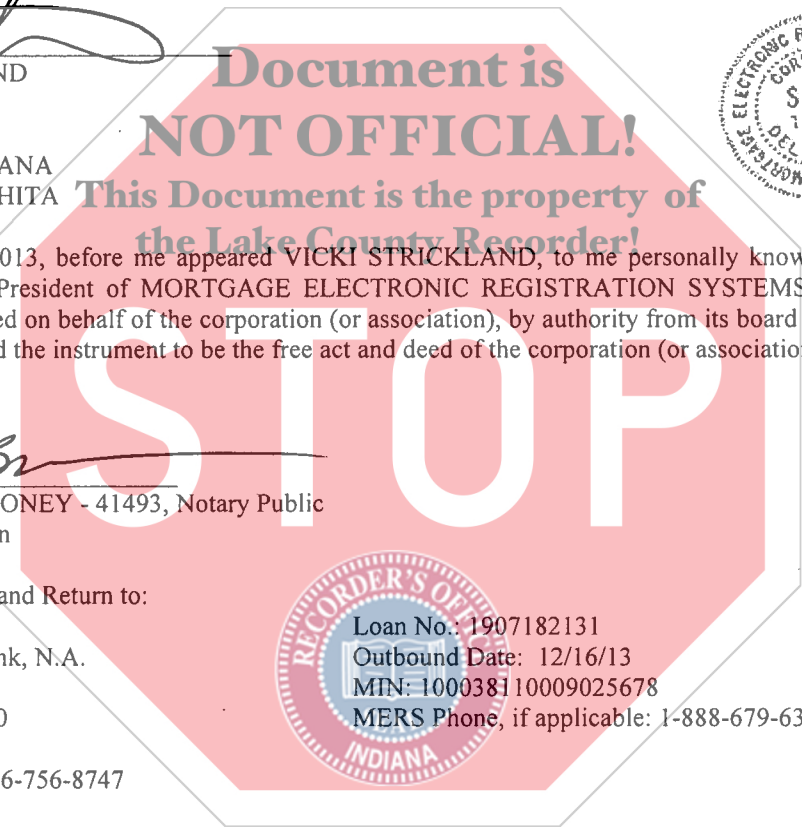 ND
Document is
NOT OFFICIAL!
ANA
HITA
This Document is the property of
the Lake County Recorder!
013, before me appeared VICKI STRICKLAND, to me personally know
President of MORTGAGE ELECTRONIC REGISTRATION SYSTEMS
ed on behalf of the corporation (or association), by authority from its board
d the instrument to be the free act and deed of the corporation (or association
STOP
ONEY - 41493, Notary Public
n
and Return to:
RECORDER'S OFFICE
Loan No.: 1907182131
nk, N.A.
Outbound Date: 12/16/13
MIN: 100038110009025678
0
MERS Phone, if applicable: 1-888-679-63
SEAL
INDIANA
6-756-8747
MORTGAGE ELECTRONIC